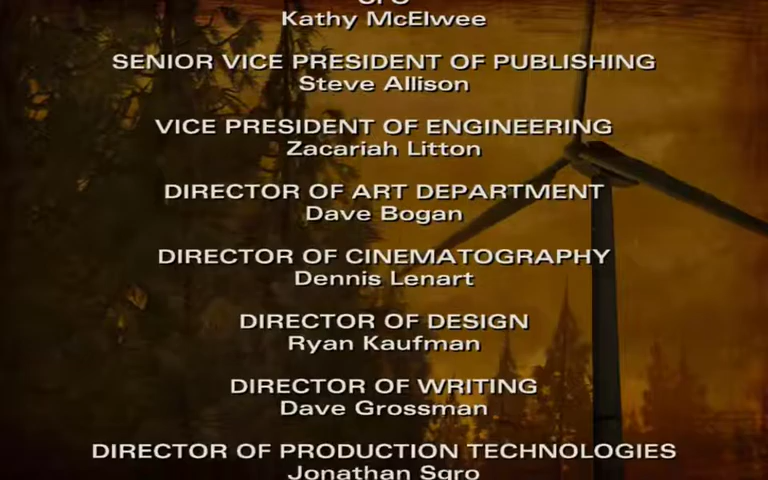 CFO
Kathy McElwee
SENIOR VICE PRESIDENT OF PUBLISHING
Steve Allison
VICE PRESIDENT OF ENGINEERING
Zacariah Litton
DIRECTOR OF ART DEPARTMENT
Dave Bogan
DIRECTOR OF CINEMATOGRAPHY
Dennis Lenart
DIRECTOR OF DESIGN
Ryan Kaufman
DIRECTOR OF WRITING
Dave Grossman
DIRECTOR OF PRODUCTION TECHNOLOGIES
Jonathan Sgro